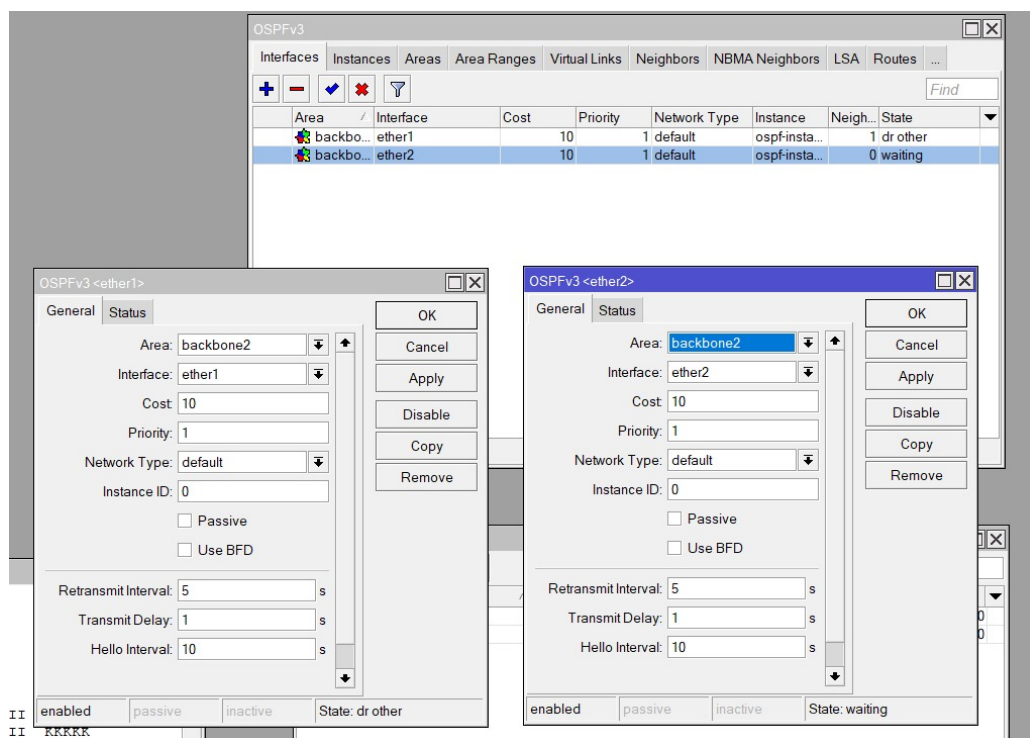 OSPFv3
Interfaces Instances Areas Area Ranges Virtual Links Neighbors NBMA Neighbors LSA Routes ...
Find
Area / Interface Cost Priority Network Type Instance Neigh... State
backbo... ether1 10 1 default ospf-insta... 1 dr other
backbo... ether2 10 1 default ospf-insta... 0 waiting
OSPFv3 <ether1>
General Status
Area: backbone2
Interface: ether1
Cost: 10
Priority: 1
Network Type: default
Instance ID: 0
Passive
Use BFD
Retransmit Interval: 5 s
Transmit Delay: 1 s
Hello Interval: 10 s
OK
Cancel
Apply
Disable
Copy
Remove
enabled passive inactive State: dr other
OSPFv3 <ether2>
General Status
Area: backbone2
Interface: ether2
Cost: 10
Priority: 1
Network Type: default
Instance ID: 0
Passive
Use BFD
Retransmit Interval: 5 s
Transmit Delay: 1 s
Hello Interval: 10 s
OK
Cancel
Apply
Disable
Copy
Remove
enabled passive inactive State: waiting
0
0
II
II KKKKK